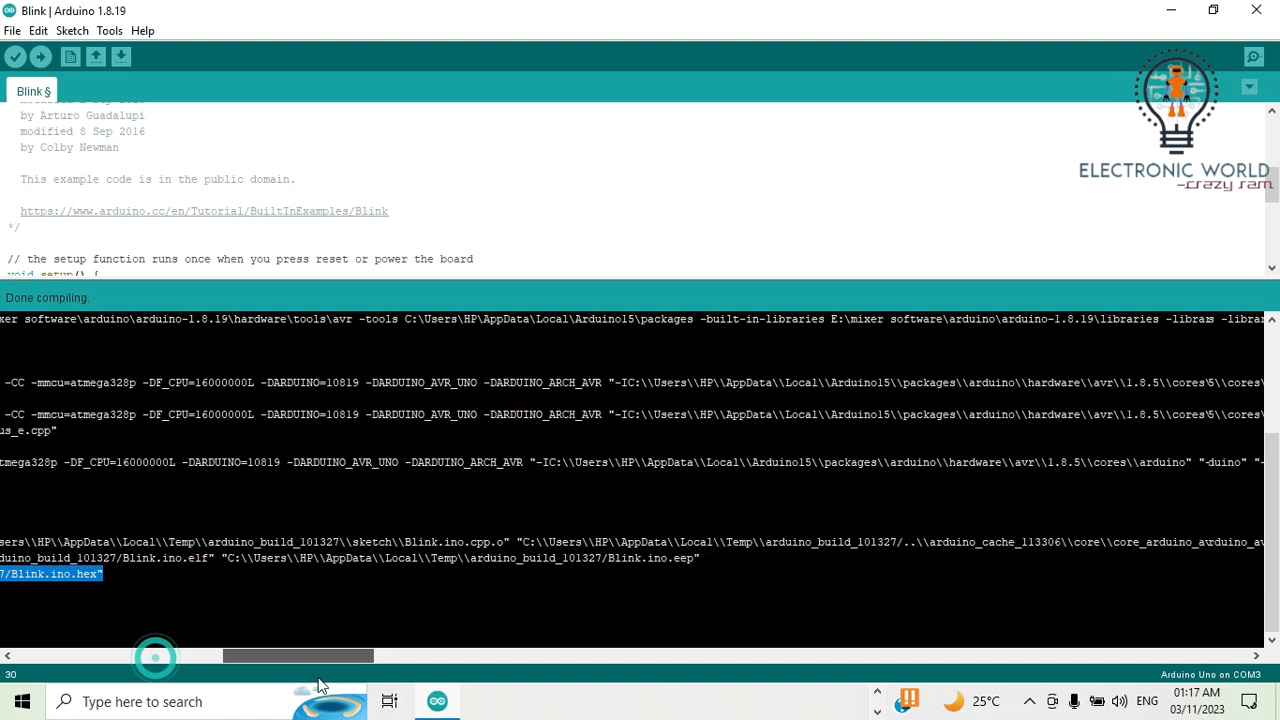 Blink | Arduino 1.8.19
File Edit Sketch Tools Help
Blink §
by Arturo Guadalupi
modified 8 Sep 2016
by Colby Newman
This example code is in the public domain.
https://www.arduino.cc/en/Tutorial/BuiltInExamples/Blink
*/
// the setup function runs once when you press reset or power the board
void setup() {
ELECTRONIC WORLD
-crazy ram
Done compiling.
xer software\arduino\arduino-1.8.19\hardware\tools\avr -tools C:\Users\HP\AppData\Local\Arduino15\packages -built-in-libraries E:\mixer software\arduino\arduino-1.8.19\libraries
-CC -mmcu=atmega328p -DF_CPU=16000000L -DARDUINO=10819 -DARDUINO_AVR_UNO -DARDUINO_ARCH_AVR "-IC:\\Users\\HP\\AppData\\Local\\Arduino15\\packages\\arduino\\hardware\\avr\\1.8.5\\cores
-CC -mmcu=atmega328p -DF_CPU=16000000L -DARDUINO=10819 -DARDUINO_AVR_UNO -DARDUINO_ARCH_AVR "-IC:\\Users\\HP\\AppData\\Local\\Arduino15\\packages\\arduino\\hardware\\avr\\1.8.5\\cores
us_e.cpp"
tmega328p -DF_CPU=16000000L -DARDUINO=10819 -DARDUINO_AVR_UNO -DARDUINO_ARCH_AVR "-IC:\\Users\\HP\\AppData\\Local\\Arduino15\\packages\\arduino\\hardware\\avr\\1.8.5\\cores\\arduino"
sers\\HP\\AppData\\Local\\Temp\\arduino_build_101327\\sketch\\Blink.ino.cpp.o" "C:\\Users\\HP\\AppData\\Local\\Temp\\arduino_build_101327/..\\arduino_cache_113306\\core\\core_arduino
duino_build_101327/Blink.ino.elf" "C:\\Users\\HP\\AppData\\Local\\Temp\\arduino_build_101327/Blink.ino.eep"
7/Blink.ino.hex"
30
Arduino Uno on COM3
Type here to search
25°C
ENG
01:17 AM
03/11/2023